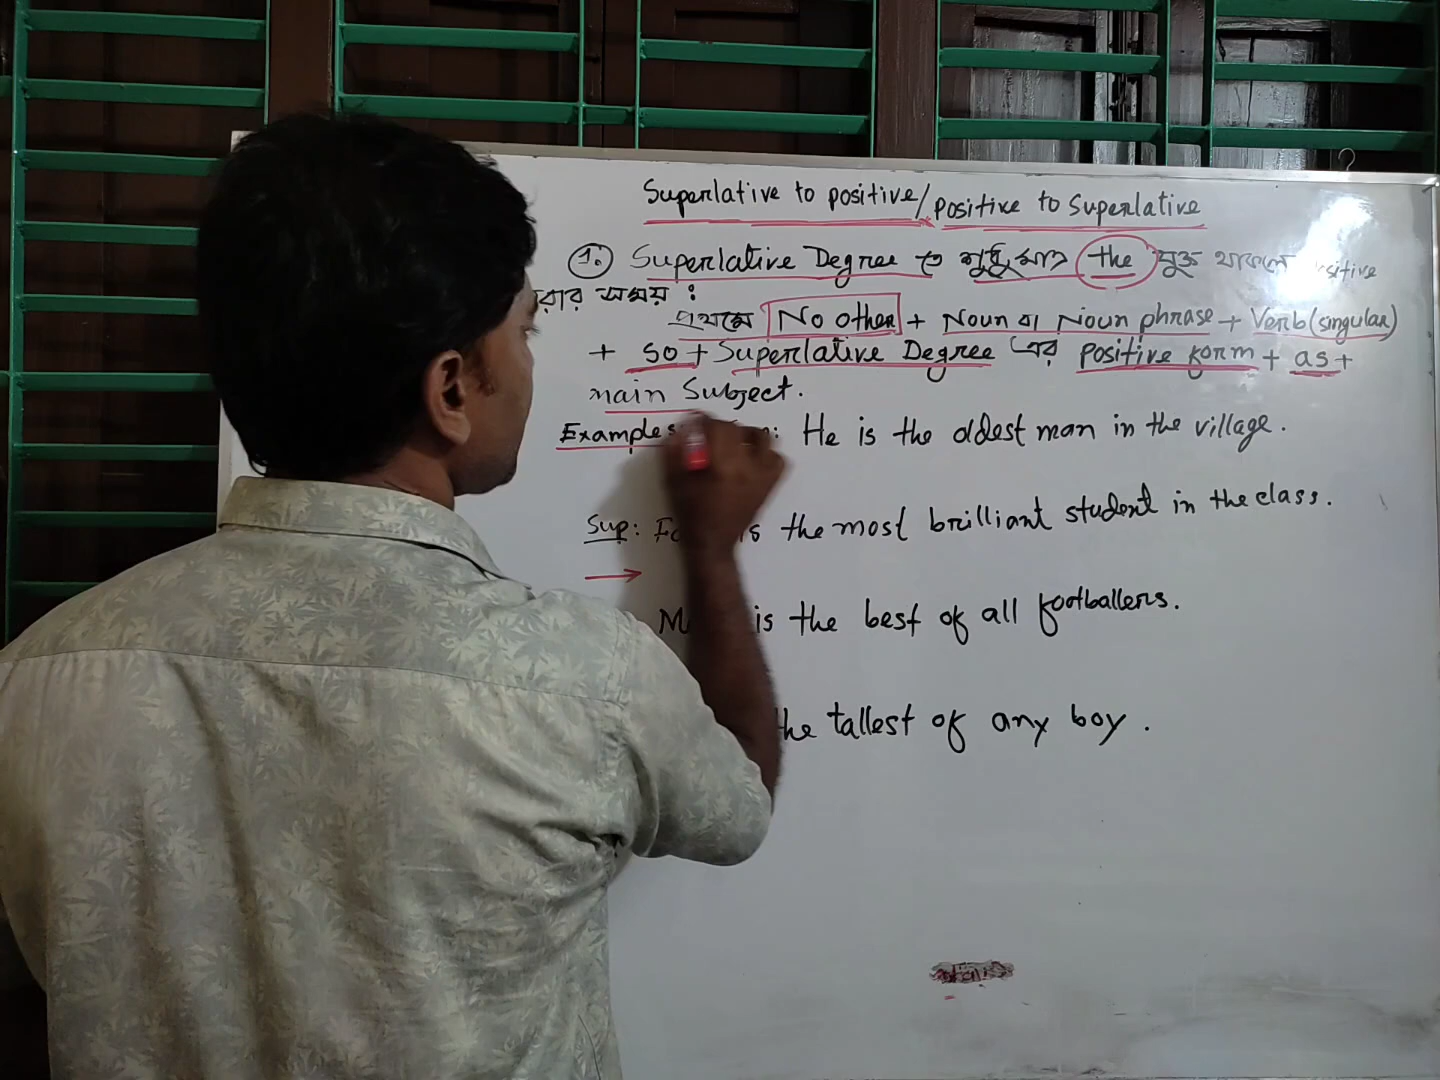 Superlative to positive/positive to Superlative
1. Superlative Degree এ শুধুমাত্র the যুক্ত থাকলে positive
করার সময় :
প্রথমে No other + Noun বা Noun phrase + Verb (singular)
+ so + Superlative Degree এর positive form + as +
main Subject.
Examples : He is the oldest man in the village.
Sup: is the most brilliant student in the class.
is the best of all footballers.
the tallest of any boy.